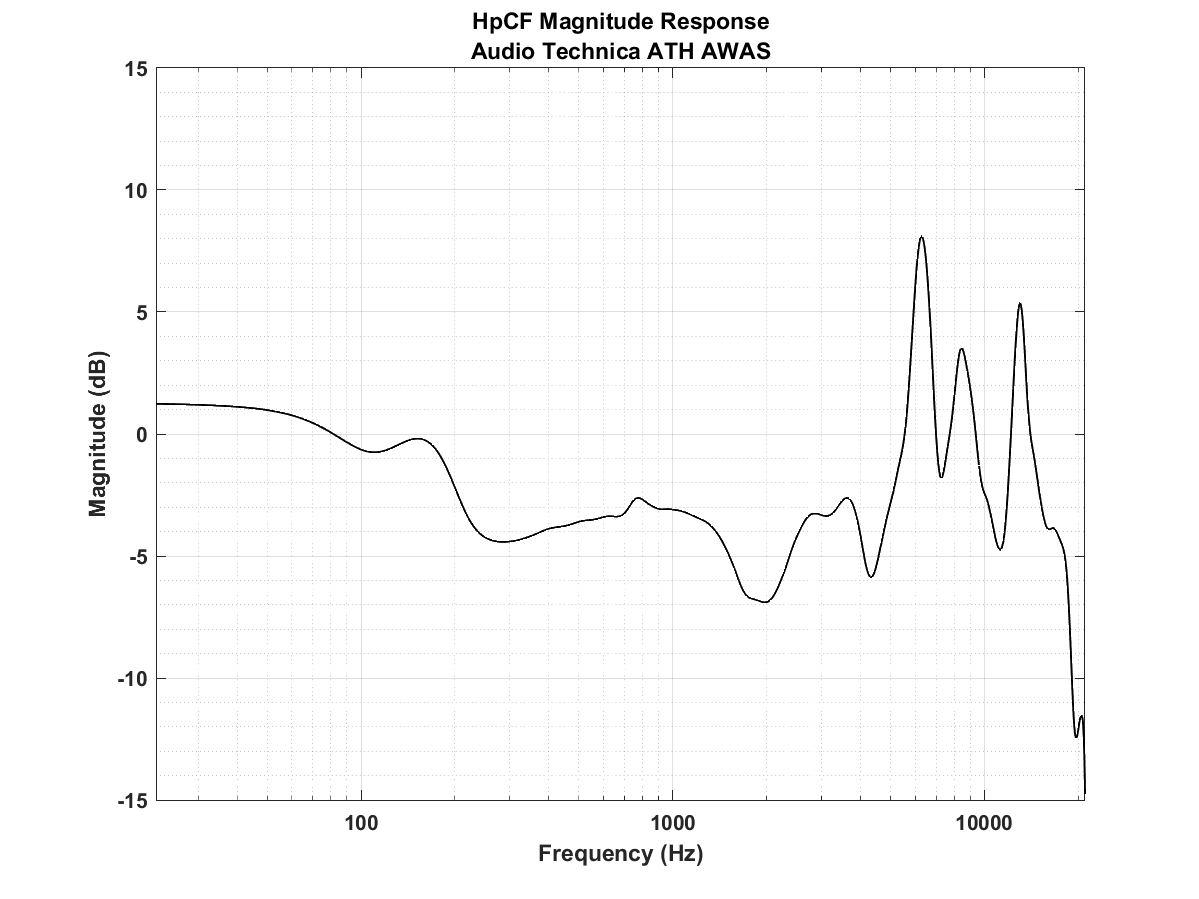 HpCF Magnitude Response
Audio Technica ATH AWAS
15
10
5
0
-5
-10
-15
Magnitude (dB)
100
1000
10000
Frequency (Hz)